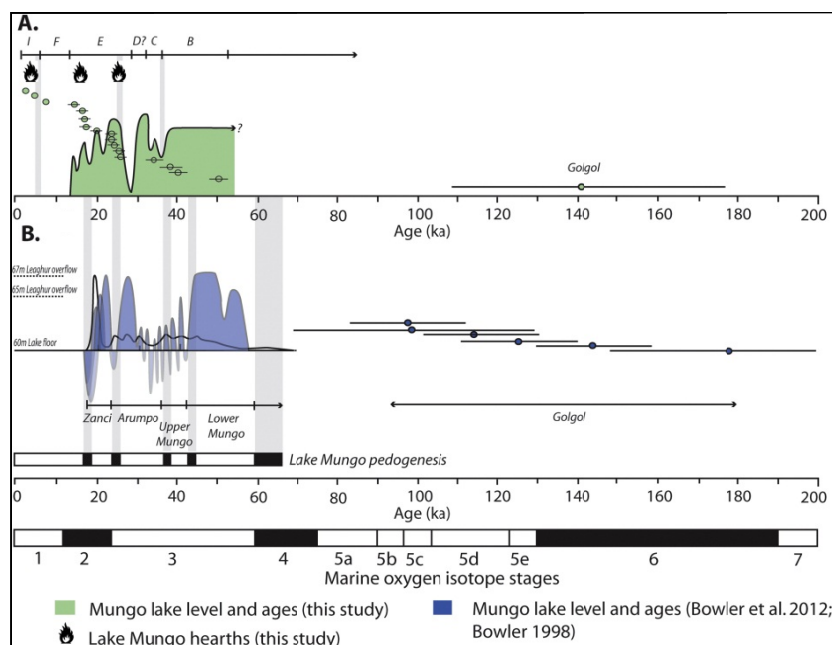 A.
I F E D? C B
?
Goigol
0 20 40 60 80 100 120 140 160 180 200
Age (ka)
B.
67m Leaghur overflow
65m Leaghur overflow
60m Lake floor
Zanci Arumpo Upper Mungo Lower Mungo
Golgol
Lake Mungo pedogenesis
0 20 40 60 80 100 120 140 160 180 200
Age (ka)
1 2 3 4 5a 5b 5c 5d 5e 6 7
Marine oxygen isotope stages
Mungo lake level and ages (this study)
Lake Mungo hearths (this study)
Mungo lake level and ages (Bowler et al. 2012;
Bowler 1998)